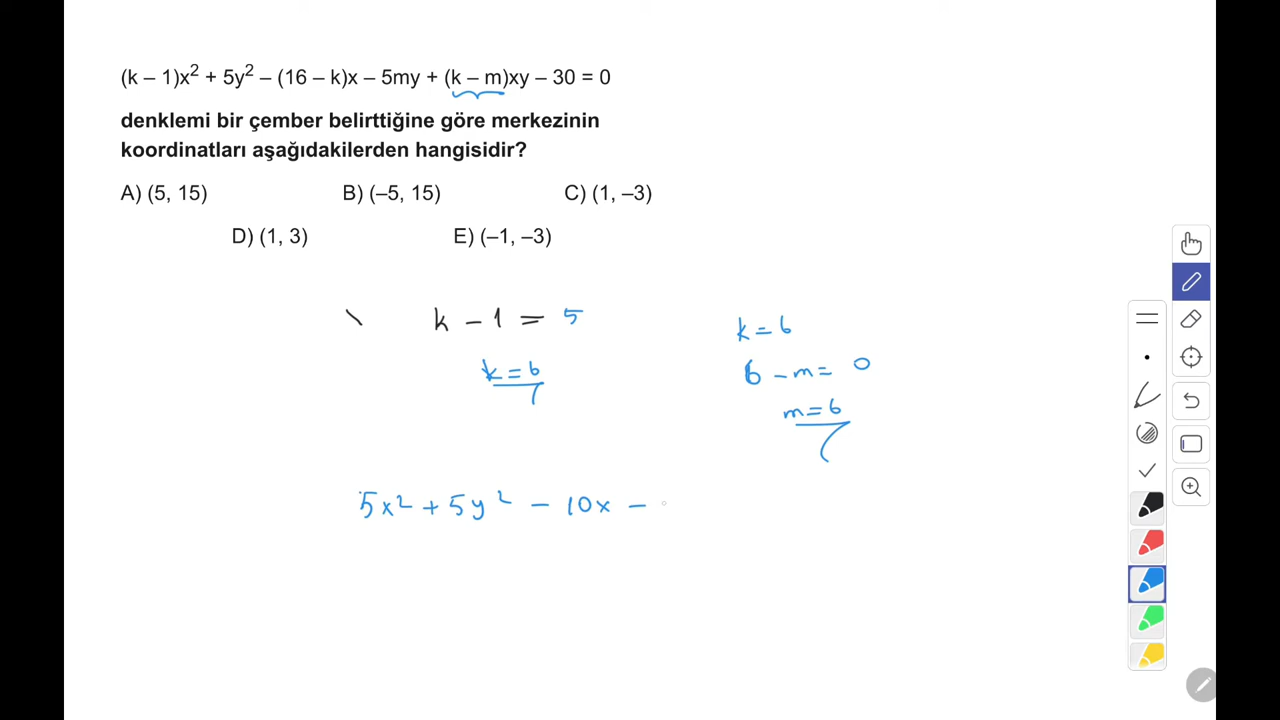 (k – 1)x² + 5y² – (16 – k)x – 5my + (k – m)xy – 30 = 0
denklemi bir çember belirttiğine göre merkezinin
koordinatları aşağıdakilerden hangisidir?
A) (5, 15) B) (–5, 15) C) (1, –3)
D) (1, 3) E) (–1, –3)
k – 1 = 5
k = 6
k = 6
6 – m = 0
m = 6
5x² + 5y² – 10x –